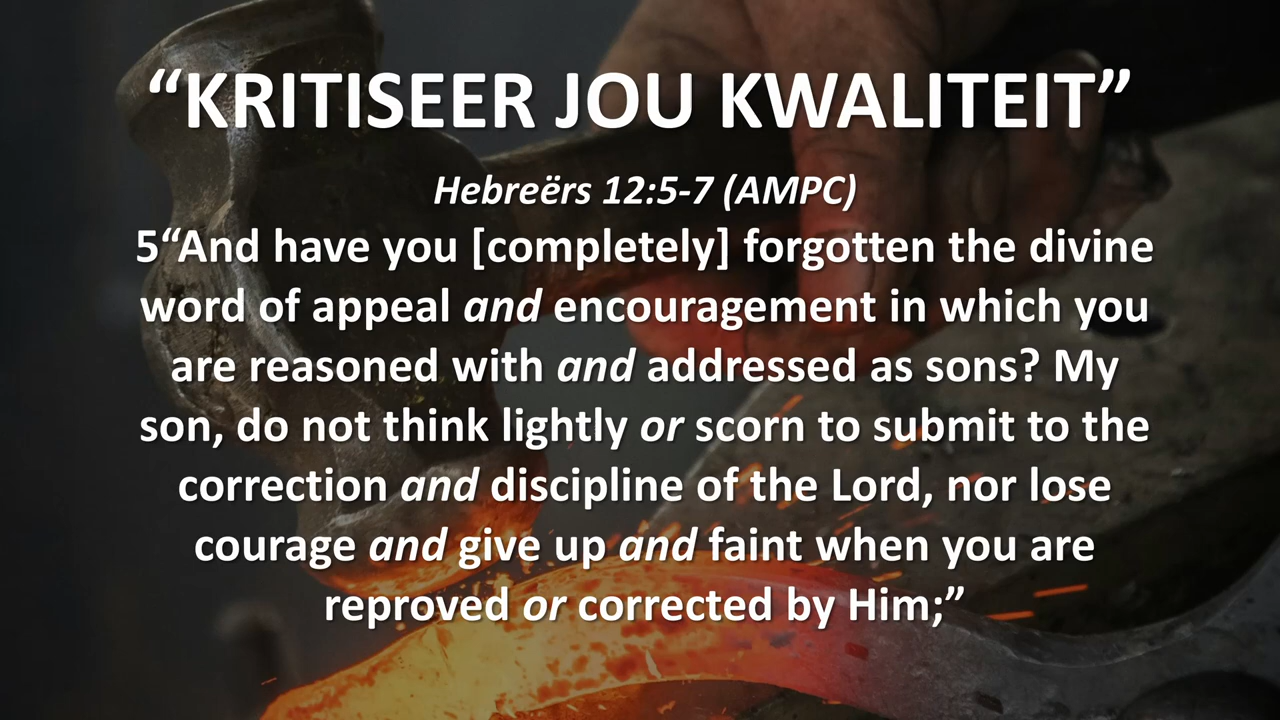 “KRITISEER JOU KWALITEIT”
Hebreërs 12:5-7 (AMPC)
5“And have you [completely] forgotten the divine
word of appeal and encouragement in which you
are reasoned with and addressed as sons? My
son, do not think lightly or scorn to submit to the
correction and discipline of the Lord, nor lose
courage and give up and faint when you are
reproved or corrected by Him;”